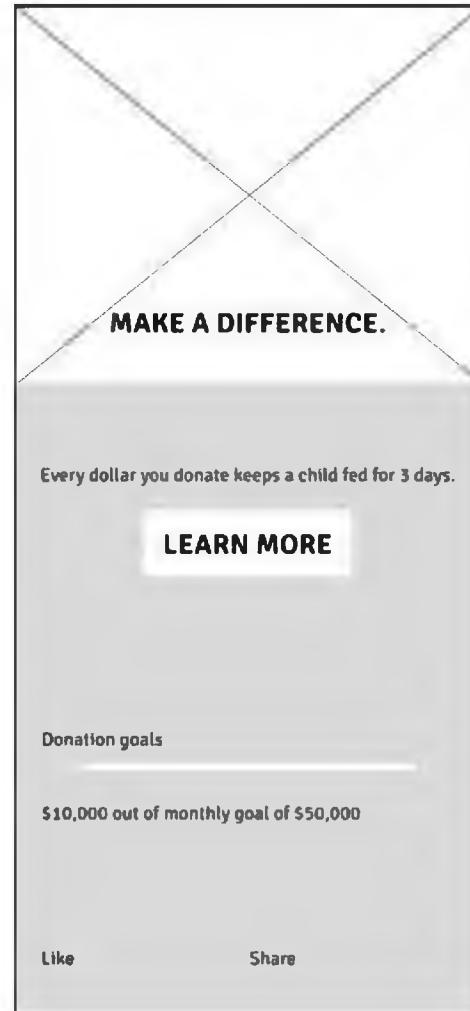 MAKE A DIFFERENCE.
Every dollar you donate keeps a child fed for 3 days.
LEARN MORE
Donation goals
$10,000 out of monthly goal of $50,000
Like Share